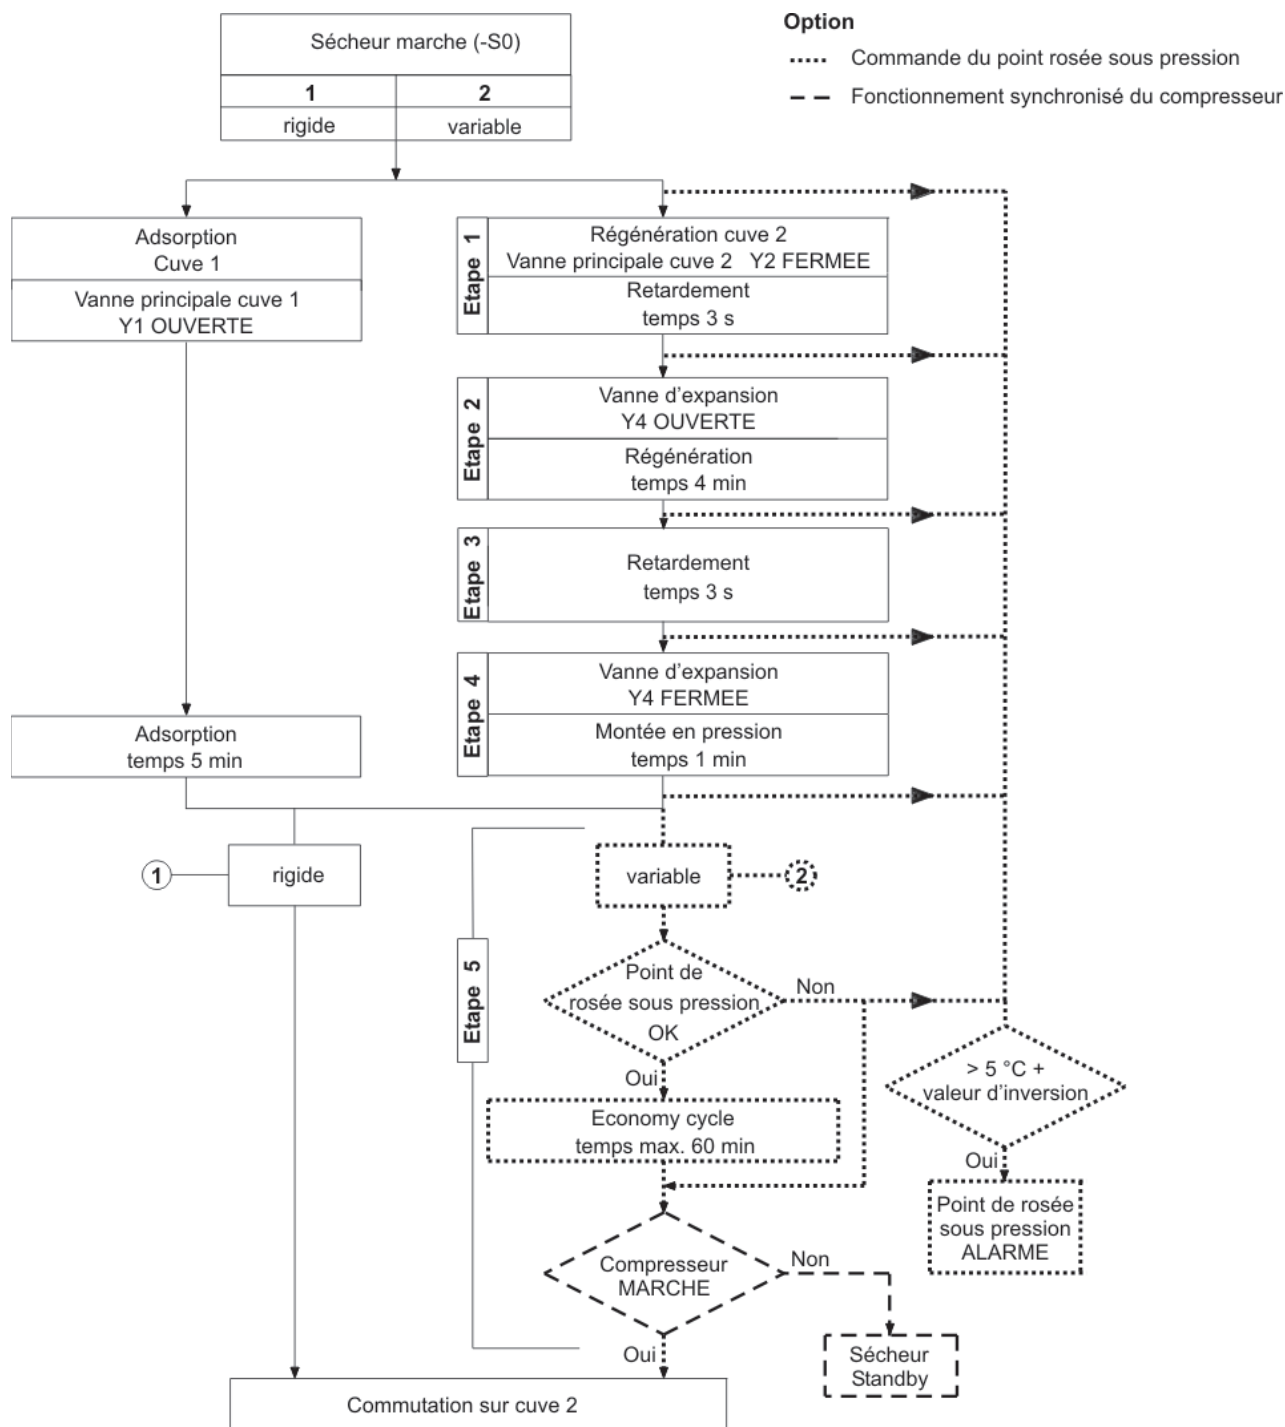 Option
Commande du point rosée sous pression
Fonctionnement synchronisé du compresseur
Sécheur marche (-S0)
1
2
rigide
variable
Adsorption
Cuve 1
Vanne principale cuve 1
Y1 OUVERTE
Etape 1
Régénération cuve 2
Vanne principale cuve 2 Y2 FERMEE
Retardement
temps 3 s
Etape 2
Vanne d'expansion
Y4 OUVERTE
Régénération
temps 4 min
Etape 3
Retardement
temps 3 s
Etape 4
Vanne d'expansion
Y4 FERMEE
Montée en pression
temps 1 min
Adsorption
temps 5 min
1
rigide
variable
2
Etape 5
Point de
rosée sous pression
OK
Non
Oui
Economy cycle
temps max. 60 min
> 5 °C +
valeur d'inversion
Oui
Point de rosée
sous pression
ALARME
Compresseur
MARCHE
Non
Oui
Sécheur
Standby
Commutation sur cuve 2